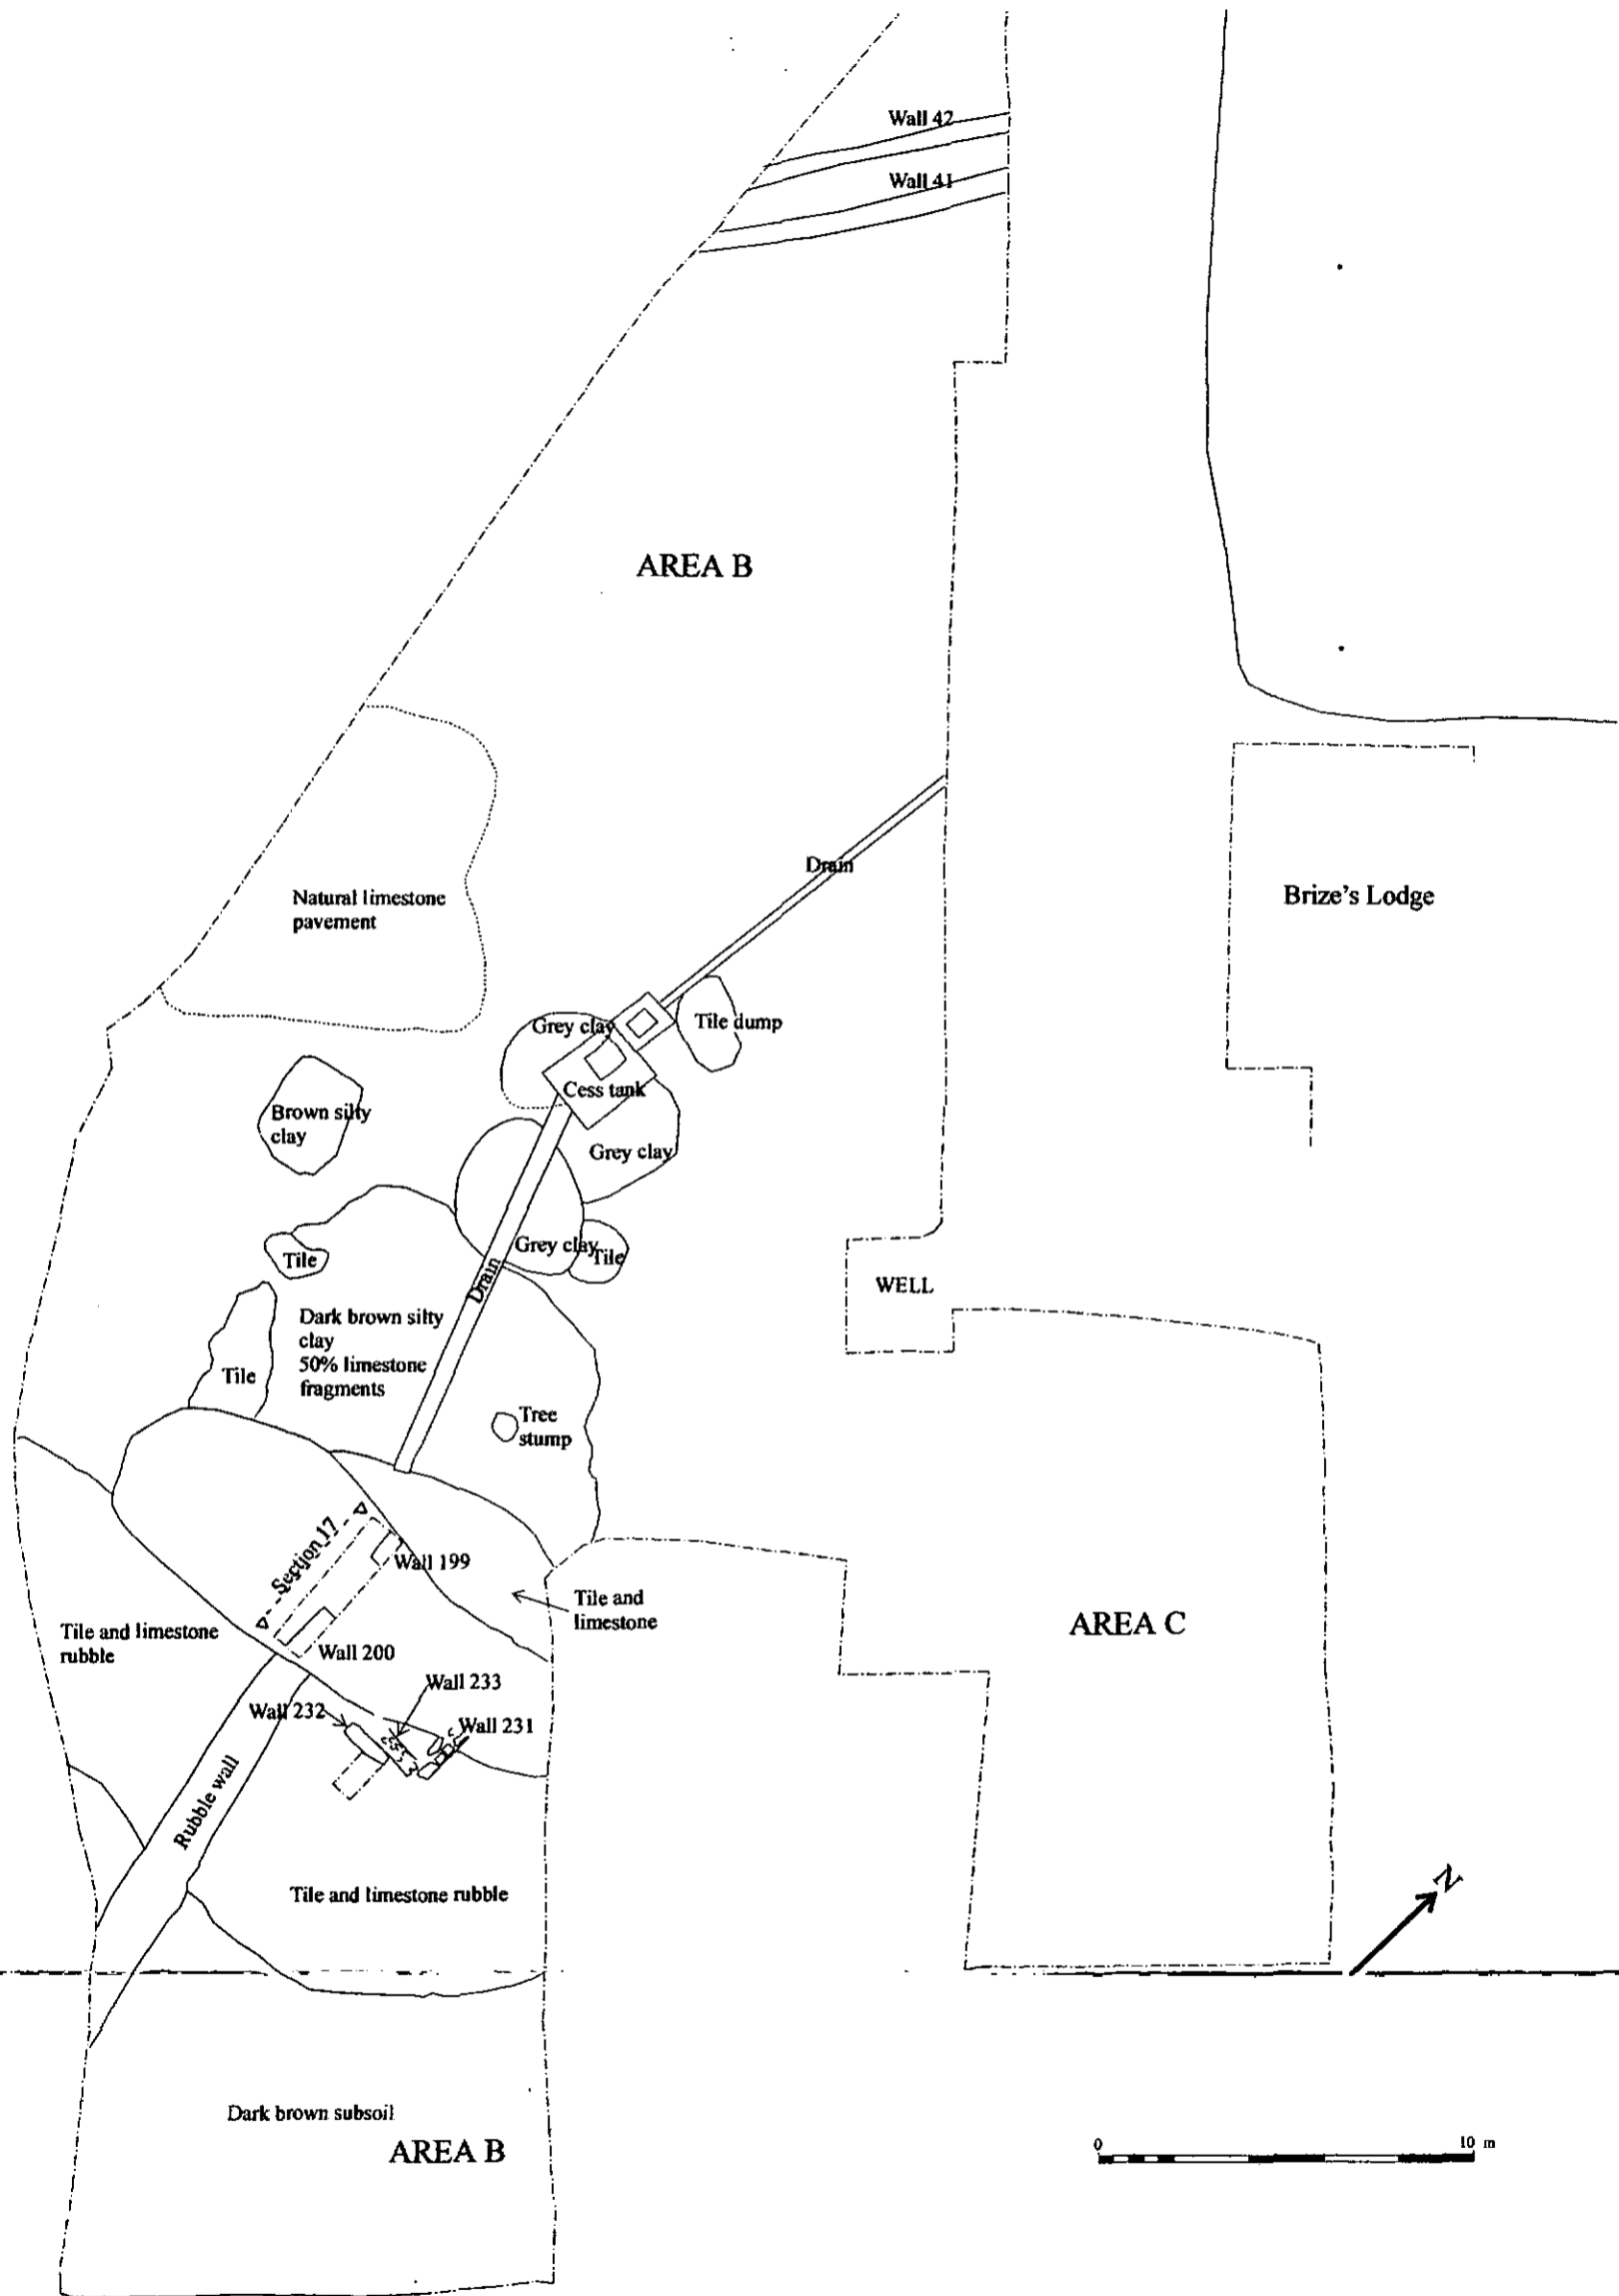 Wall 42
Wall 41
AREA B
Drain
Brize's Lodge
Natural limestone
pavement
Grey clay
Tile dump
Cess tank
Brown silty
clay
Grey clay
Grey clay
Tile
Tile
Drain
WELL
Dark brown silty
clay
50% limestone
fragments
Tile
Tree
stump
Section 17
Wall 199
Tile and
limestone
AREA C
Tile and limestone
rubble
Wall 200
Wall 233
Wall 232
Wall 231
Rubble wall
Tile and limestone rubble
N
Dark brown subsoil
AREA B
0
10 m